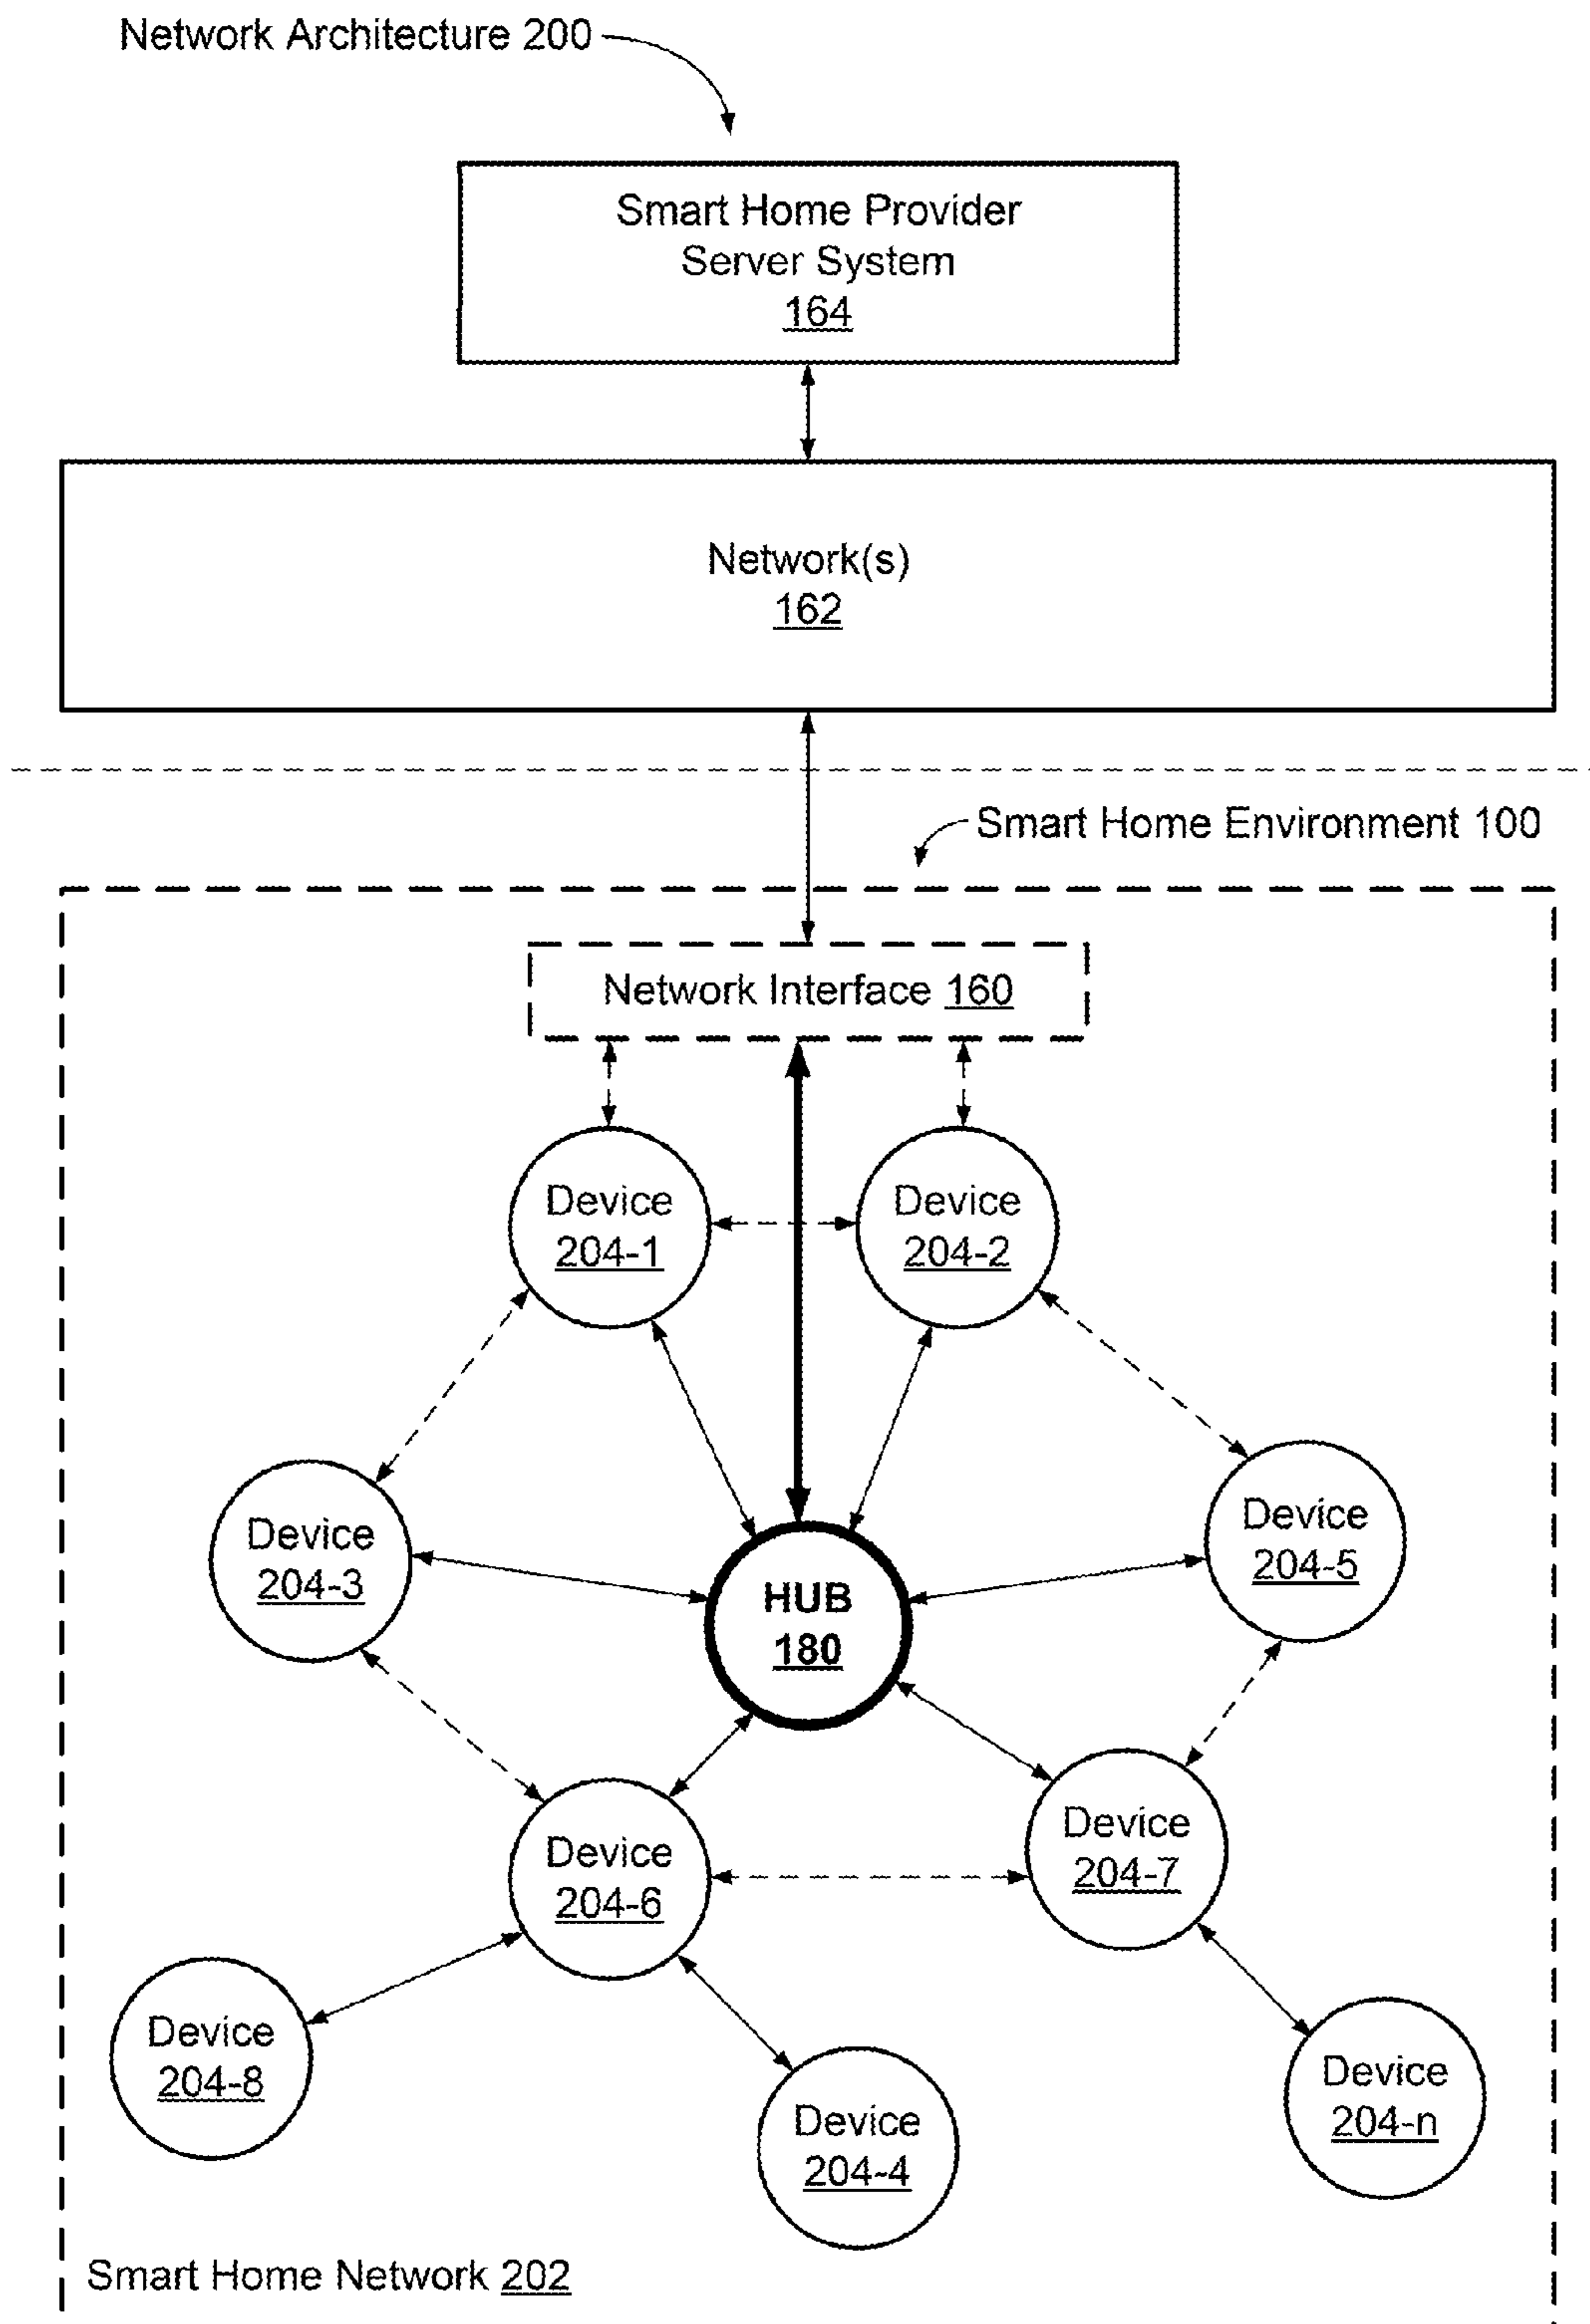 Network Architecture 200
Smart Home Provider
Server System
164
Network(s)
162
Smart Home Environment 100
Network Interface 160
Device
204-1
Device
204-2
Device
204-3
Device
204-5
HUB
180
Device
204-6
Device
204-7
Device
204-8
Device
204-4
Device
204-n
Smart Home Network 202